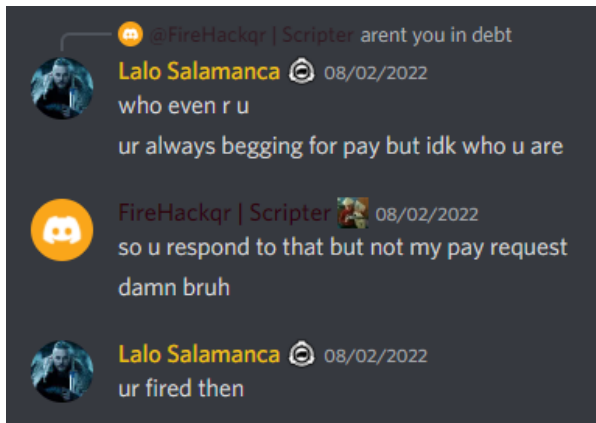 @FireHackqr | Scripter arent you in debt
Lalo Salamanca 08/02/2022
who even r u
ur always begging for pay but idk who u are
FireHackqr | Scripter 08/02/2022
so u respond to that but not my pay request
damn bruh
Lalo Salamanca 08/02/2022
ur fired then